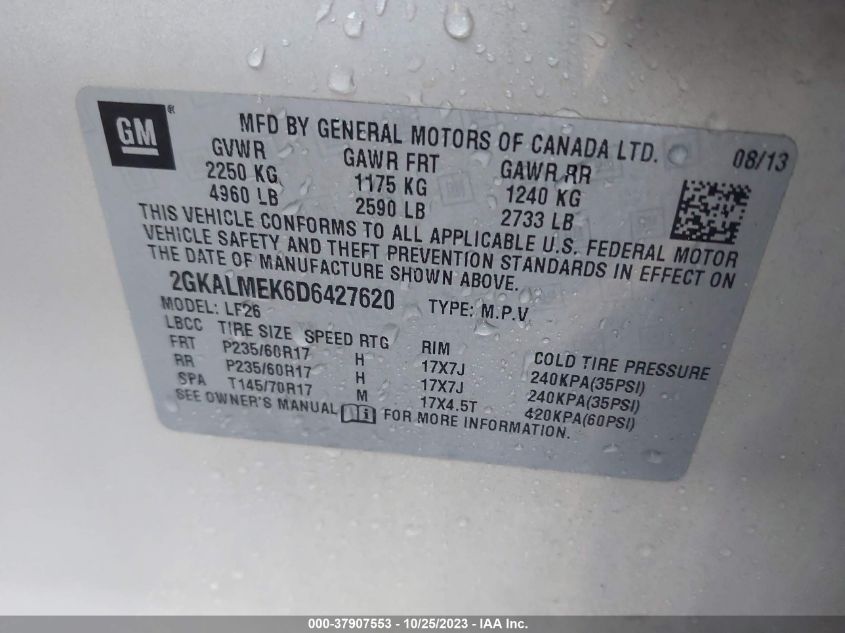 GM ®
MFD BY GENERAL MOTORS OF CANADA LTD. 08/13
GVWR GAWR FRT GAWR RR
2250 KG 1175 KG 1240 KG
4960 LB 2590 LB 2733 LB
THIS VEHICLE CONFORMS TO ALL APPLICABLE U.S. FEDERAL MOTOR
VEHICLE SAFETY AND THEFT PREVENTION STANDARDS IN EFFECT ON
THE DATE OF MANUFACTURE SHOWN ABOVE.
2GKALMEK6D6427620 TYPE: M.P.V
MODEL: LF26
LBCC TIRE SIZE SPEED RTG RIM COLD TIRE PRESSURE
FRT P235/60R17 H 17X7J 240KPA(35PSI)
RR P235/60R17 H 17X7J 240KPA(35PSI)
SPA T145/70R17 M 17X4.5T 420KPA(60PSI)
SEE OWNER'S MANUAL FOR MORE INFORMATION.
000-37907553 - 10/25/2023 - IAA Inc.